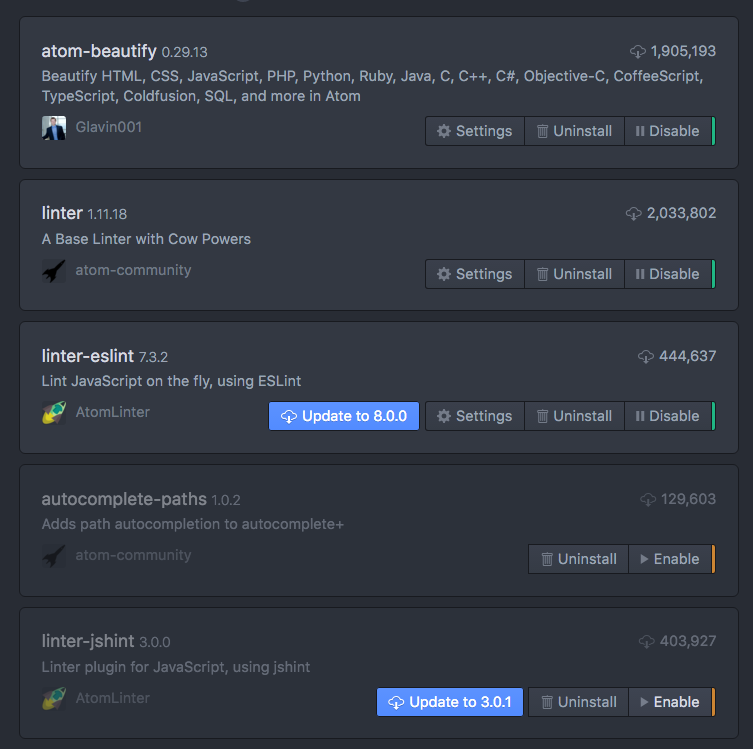 atom-beautify 0.29.13 1,905,193
Beautify HTML, CSS, JavaScript, PHP, Python, Ruby, Java, C, C++, C#, Objective-C, CoffeeScript,
TypeScript, Coldfusion, SQL, and more in Atom
Glavin001 Settings Uninstall Disable
linter 1.11.18 2,033,802
A Base Linter with Cow Powers
atom-community Settings Uninstall Disable
linter-eslint 7.3.2 444,637
Lint JavaScript on the fly, using ESLint
AtomLinter Update to 8.0.0 Settings Uninstall Disable
autocomplete-paths 1.0.2 129,603
Adds path autocompletion to autocomplete+
atom-community Uninstall Enable
linter-jshint 3.0.0 403,927
Linter plugin for JavaScript, using jshint
AtomLinter Update to 3.0.1 Uninstall Enable